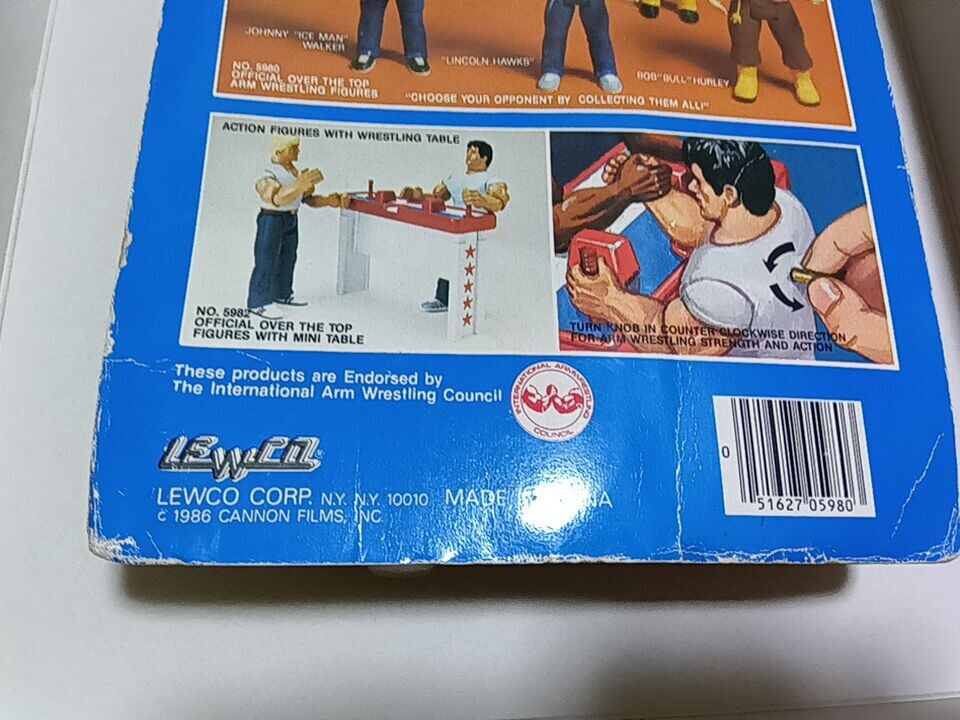 JOHNNY "ICE MAN"
WALKER
"LINCOLN HAWKS"
BOB "BULL" HURLEY
NO. 5980
OFFICIAL OVER THE TOP
ARM WRESTLING FIGURES
"CHOOSE YOUR OPPONENT BY COLLECTING THEM ALL!"
ACTION FIGURES WITH WRESTLING TABLE
NO. 5982
OFFICIAL OVER THE TOP
FIGURES WITH MINI TABLE
TURN KNOB IN COUNTER CLOCKWISE DIRECTION
FOR ARM WRESTLING STRENGTH AND ACTION
These products are Endorsed by
The International Arm Wrestling Council
INTERNATIONAL ARMWRESTLING
COUNCIL
LEWCO
LEWCO CORP. N.Y. N.Y. 10010 MADE
© 1986 CANNON FILMS, INC
0 51627 05980